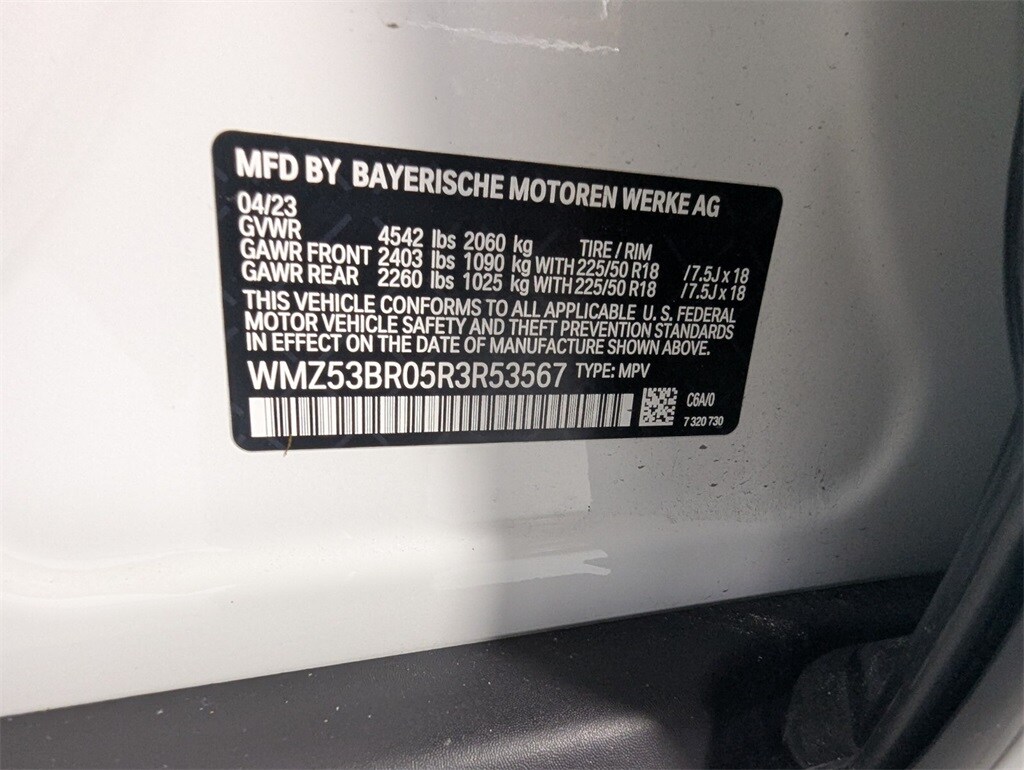 MFD BY BAYERISCHE MOTOREN WERKE AG
04/23
GVWR 4542 lbs 2060 kg TIRE / RIM
GAWR FRONT 2403 lbs 1090 kg WITH 225/50 R18 / 7.5J x 18
GAWR REAR 2260 lbs 1025 kg WITH 225/50 R18 / 7.5J x 18
THIS VEHICLE CONFORMS TO ALL APPLICABLE U. S. FEDERAL
MOTOR VEHICLE SAFETY AND THEFT PREVENTION STANDARDS
IN EFFECT ON THE DATE OF MANUFACTURE SHOWN ABOVE.
WMZ53BR05R3R53567 TYPE: MPV
C6A/0
7 320 730